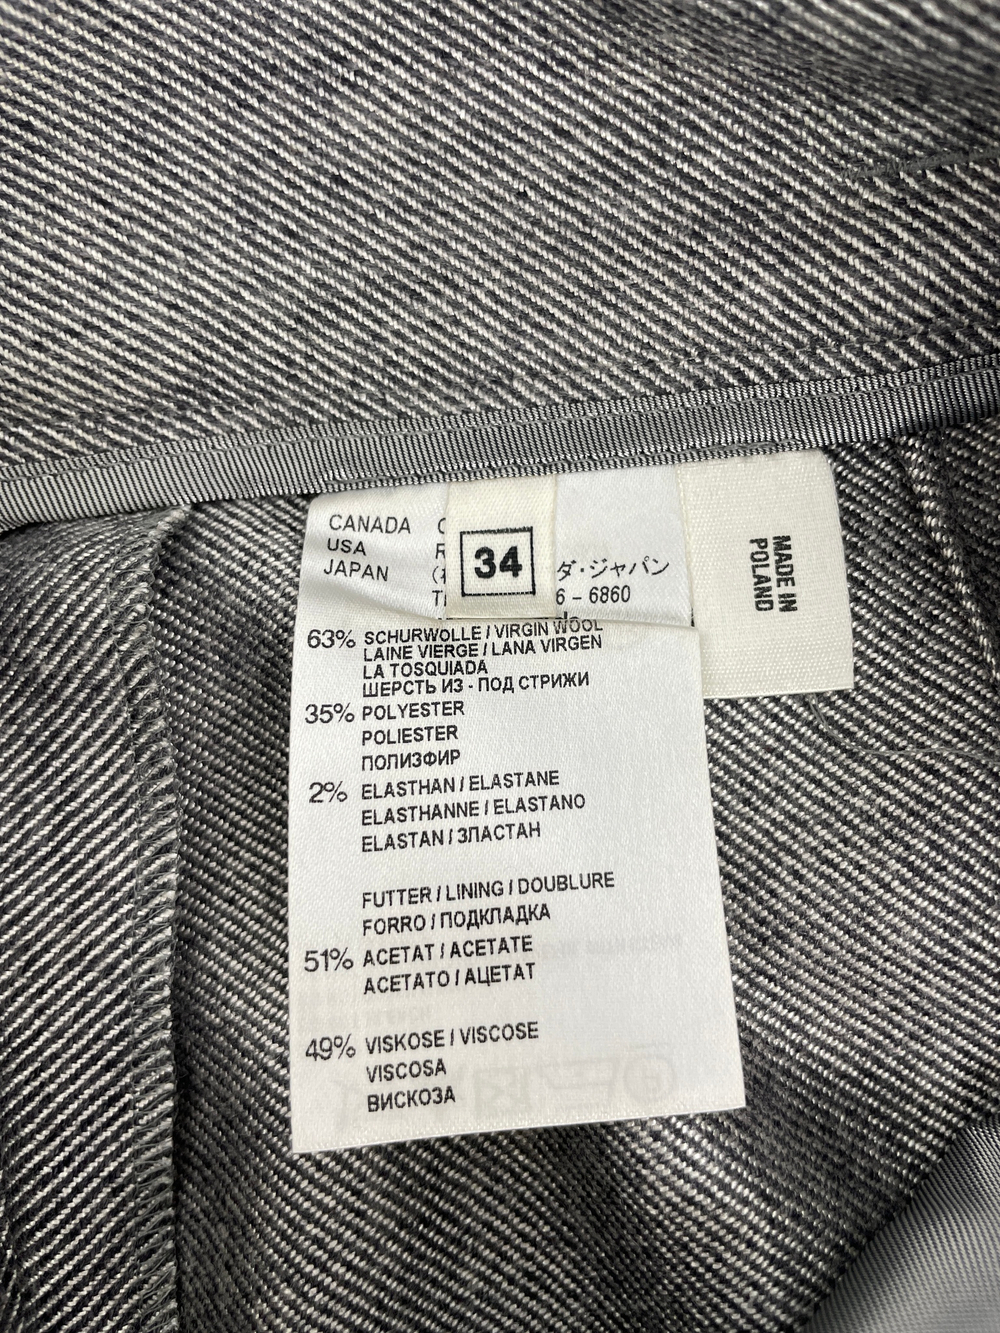 CANADA
USA
JAPAN
34
ダ・ジャパン
6 - 6860
MADE IN
POLAND
63% SCHURWOLLE / VIRGIN WOOL
LAINE VIERGE / LANA VIRGEN
LA TOSQUIADA
ШЕРСТЬ ИЗ - ПОД СТРИЖИ
35% POLYESTER
POLIESTER
ПОЛИЗФИР
2% ELASTHAN / ELASTANE
ELASTHANNE / ELASTANO
ELASTAN / ЗЛАСТАН
FUTTER / LINING / DOUBLURE
FORRO / ПОДКЛАДКА
51% ACETAT / ACETATE
ACETATO / АЦЕТАТ
49% VISKOSE / VISCOSE
VISCOSA
ВИСКОЗА